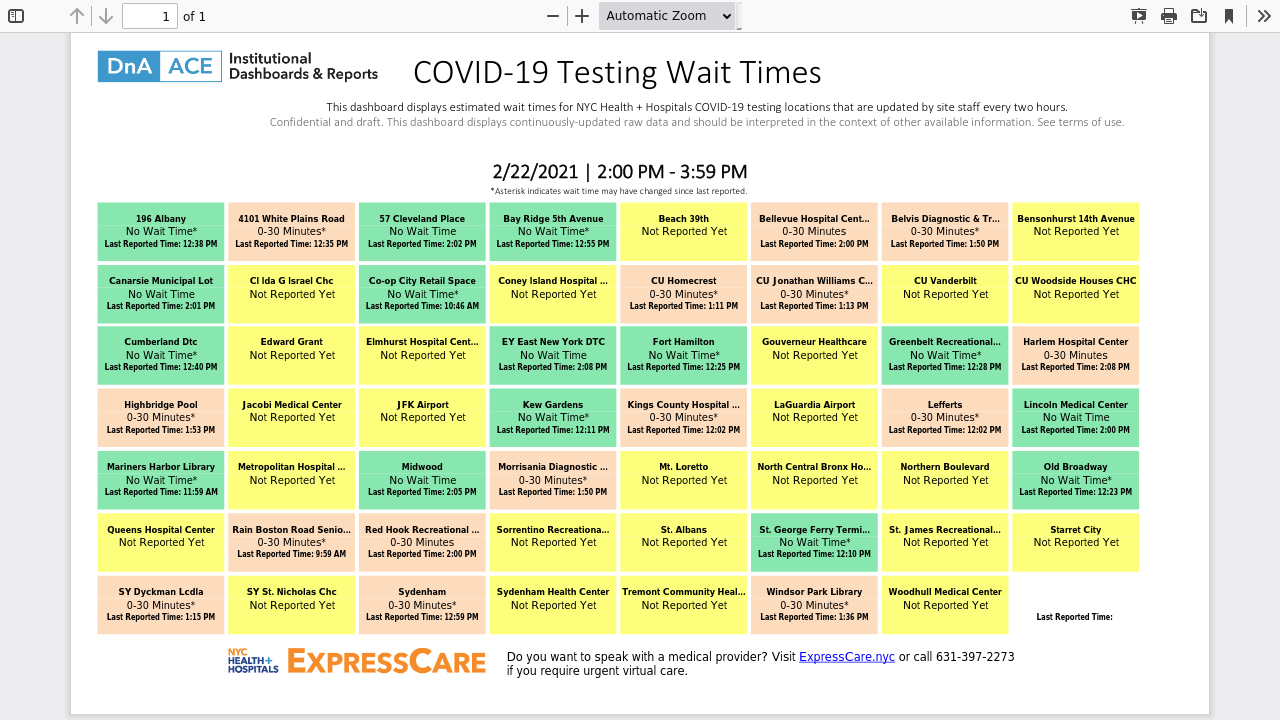 1 of 1 Automatic Zoom
DnA ACE Institutional
Dashboards & Reports
COVID-19 Testing Wait Times
This dashboard displays estimated wait times for NYC Health + Hospitals COVID-19 testing locations that are updated by site staff every two hours.
Confidential and draft. This dashboard displays continuously-updated raw data and should be interpreted in the context of other available information. See terms of use.
2/22/2021 | 2:00 PM - 3:59 PM
*Asterisk indicates wait time may have changed since last reported.
196 Albany
No Wait Time*
Last Reported Time: 12:38 PM
4101 White Plains Road
0-30 Minutes*
Last Reported Time: 12:35 PM
57 Cleveland Place
No Wait Time
Last Reported Time: 2:02 PM
Bay Ridge 5th Avenue
No Wait Time*
Last Reported Time: 12:55 PM
Beach 39th
Not Reported Yet
Bellevue Hospital Cent...
0-30 Minutes
Last Reported Time: 2:00 PM
Belvis Diagnostic & Tr...
0-30 Minutes*
Last Reported Time: 1:50 PM
Bensonhurst 14th Avenue
Not Reported Yet
Canarsie Municipal Lot
No Wait Time
Last Reported Time: 2:01 PM
Cl Ida G Israel Chc
Not Reported Yet
Co-op City Retail Space
No Wait Time*
Last Reported Time: 10:46 AM
Coney Island Hospital ...
Not Reported Yet
CU Homecrest
0-30 Minutes*
Last Reported Time: 1:11 PM
CU Jonathan Williams C...
0-30 Minutes*
Last Reported Time: 1:13 PM
CU Vanderbilt
Not Reported Yet
CU Woodside Houses CHC
Not Reported Yet
Cumberland Dtc
No Wait Time*
Last Reported Time: 12:40 PM
Edward Grant
Not Reported Yet
Elmhurst Hospital Cent...
Not Reported Yet
EY East New York DTC
No Wait Time
Last Reported Time: 2:08 PM
Fort Hamilton
No Wait Time*
Last Reported Time: 12:25 PM
Gouverneur Healthcare
Not Reported Yet
Greenbelt Recreational...
No Wait Time*
Last Reported Time: 12:28 PM
Harlem Hospital Center
0-30 Minutes
Last Reported Time: 2:08 PM
Highbridge Pool
0-30 Minutes*
Last Reported Time: 1:53 PM
Jacobi Medical Center
Not Reported Yet
JFK Airport
Not Reported Yet
Kew Gardens
No Wait Time*
Last Reported Time: 12:11 PM
Kings County Hospital ...
0-30 Minutes*
Last Reported Time: 12:02 PM
LaGuardia Airport
Not Reported Yet
Lefferts
0-30 Minutes*
Last Reported Time: 12:02 PM
Lincoln Medical Center
No Wait Time
Last Reported Time: 2:00 PM
Mariners Harbor Library
No Wait Time*
Last Reported Time: 11:59 AM
Metropolitan Hospital ...
Not Reported Yet
Midwood
No Wait Time
Last Reported Time: 2:05 PM
Morrisania Diagnostic ...
0-30 Minutes*
Last Reported Time: 1:50 PM
Mt. Loretto
Not Reported Yet
North Central Bronx Ho...
Not Reported Yet
Northern Boulevard
Not Reported Yet
Old Broadway
No Wait Time*
Last Reported Time: 12:23 PM
Queens Hospital Center
Not Reported Yet
Rain Boston Road Senio...
0-30 Minutes*
Last Reported Time: 9:59 AM
Red Hook Recreational ...
0-30 Minutes
Last Reported Time: 2:00 PM
Sorrentino Recreationa...
Not Reported Yet
St. Albans
Not Reported Yet
St. George Ferry Termi...
No Wait Time*
Last Reported Time: 12:10 PM
St. James Recreational...
Not Reported Yet
Starret City
Not Reported Yet
SY Dyckman Lcdla
0-30 Minutes*
Last Reported Time: 1:15 PM
SY St. Nicholas Chc
Not Reported Yet
Sydenham
0-30 Minutes*
Last Reported Time: 12:59 PM
Sydenham Health Center
Not Reported Yet
Tremont Community Heal...
Not Reported Yet
Windsor Park Library
0-30 Minutes*
Last Reported Time: 1:36 PM
Woodhull Medical Center
Not Reported Yet
Last Reported Time:
NYC
HEALTH+
HOSPITALS
EXPRESSCARE
Do you want to speak with a medical provider? Visit ExpressCare.nyc or call 631-397-2273
if you require urgent virtual care.